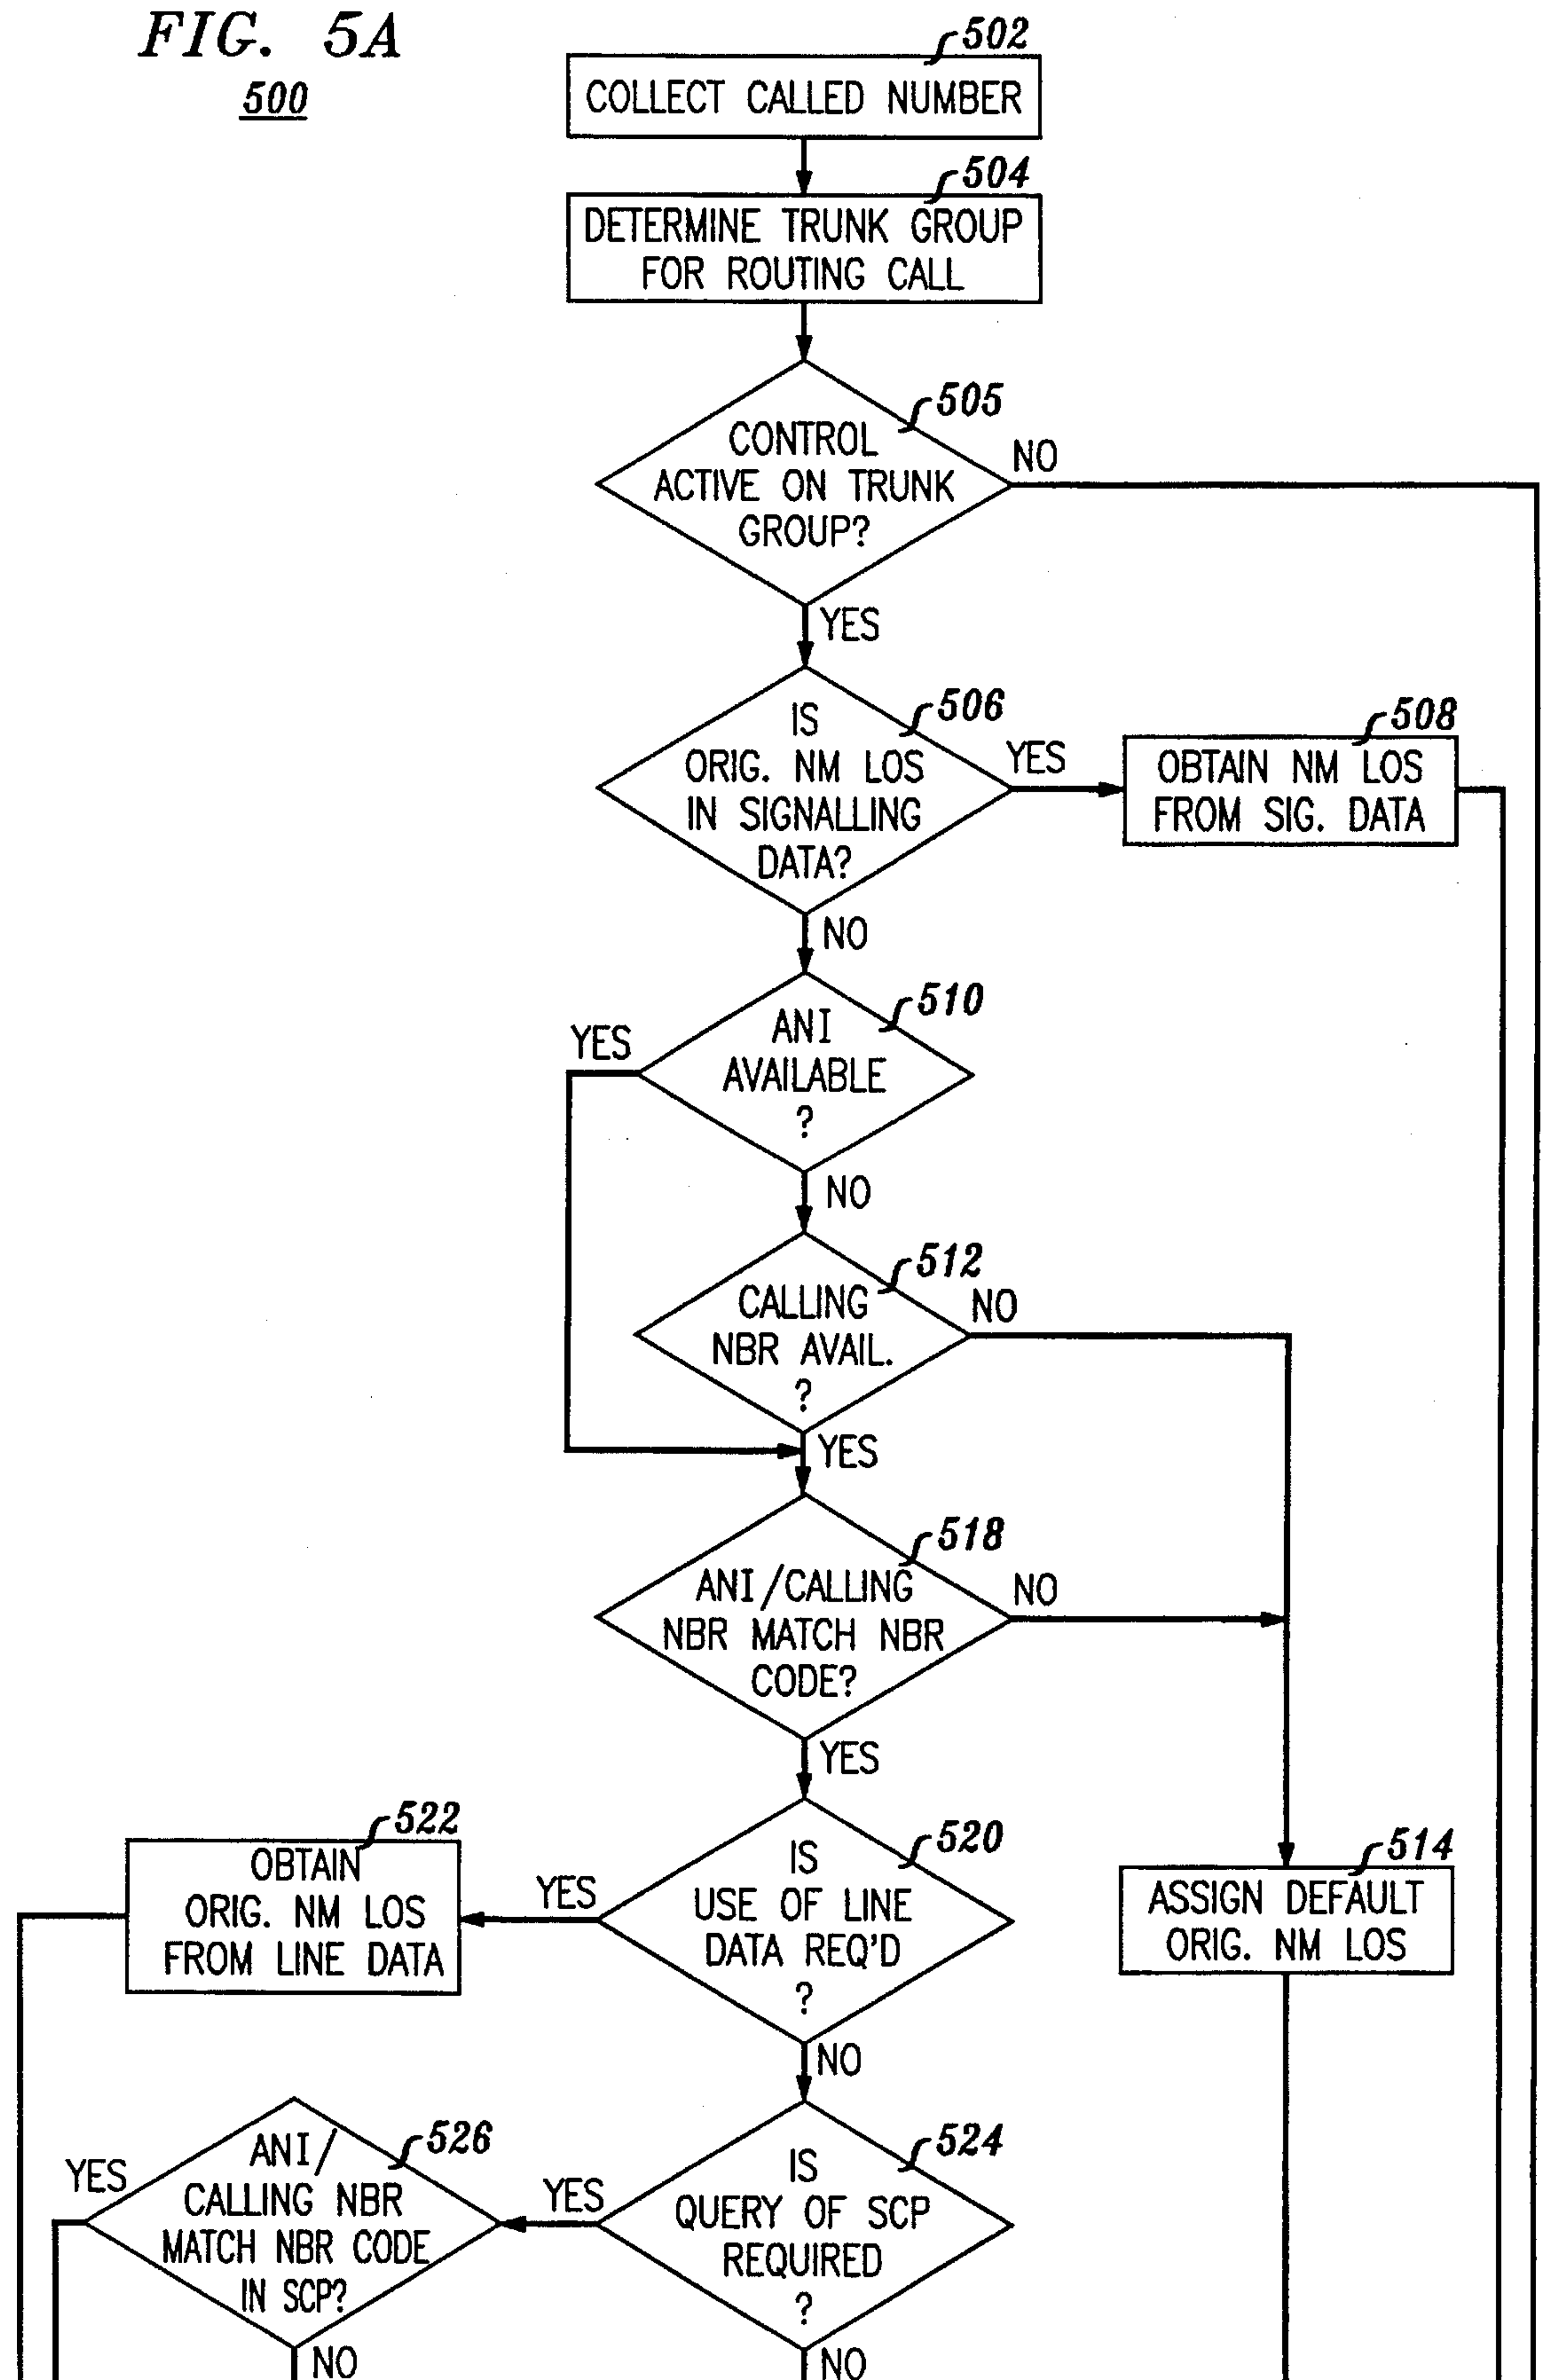 FIG. 5A
500
502
COLLECT CALLED NUMBER
504
DETERMINE TRUNK GROUP
FOR ROUTING CALL
505
CONTROL
ACTIVE ON TRUNK
GROUP?
NO
YES
506
IS
ORIG. NM LOS
IN SIGNALLING
DATA?
YES
508
OBTAIN NM LOS
FROM SIG. DATA
NO
510
ANI
AVAILABLE
?
YES
NO
512
CALLING
NBR AVAIL.
?
NO
YES
518
ANI/CALLING
NBR MATCH NBR
CODE?
NO
YES
522
OBTAIN
ORIG. NM LOS
FROM LINE DATA
YES
520
IS
USE OF LINE
DATA REQ'D
?
514
ASSIGN DEFAULT
ORIG. NM LOS
NO
526
ANI/
CALLING NBR
MATCH NBR CODE
IN SCP?
YES
YES
524
IS
QUERY OF SCP
REQUIRED
?
NO
NO